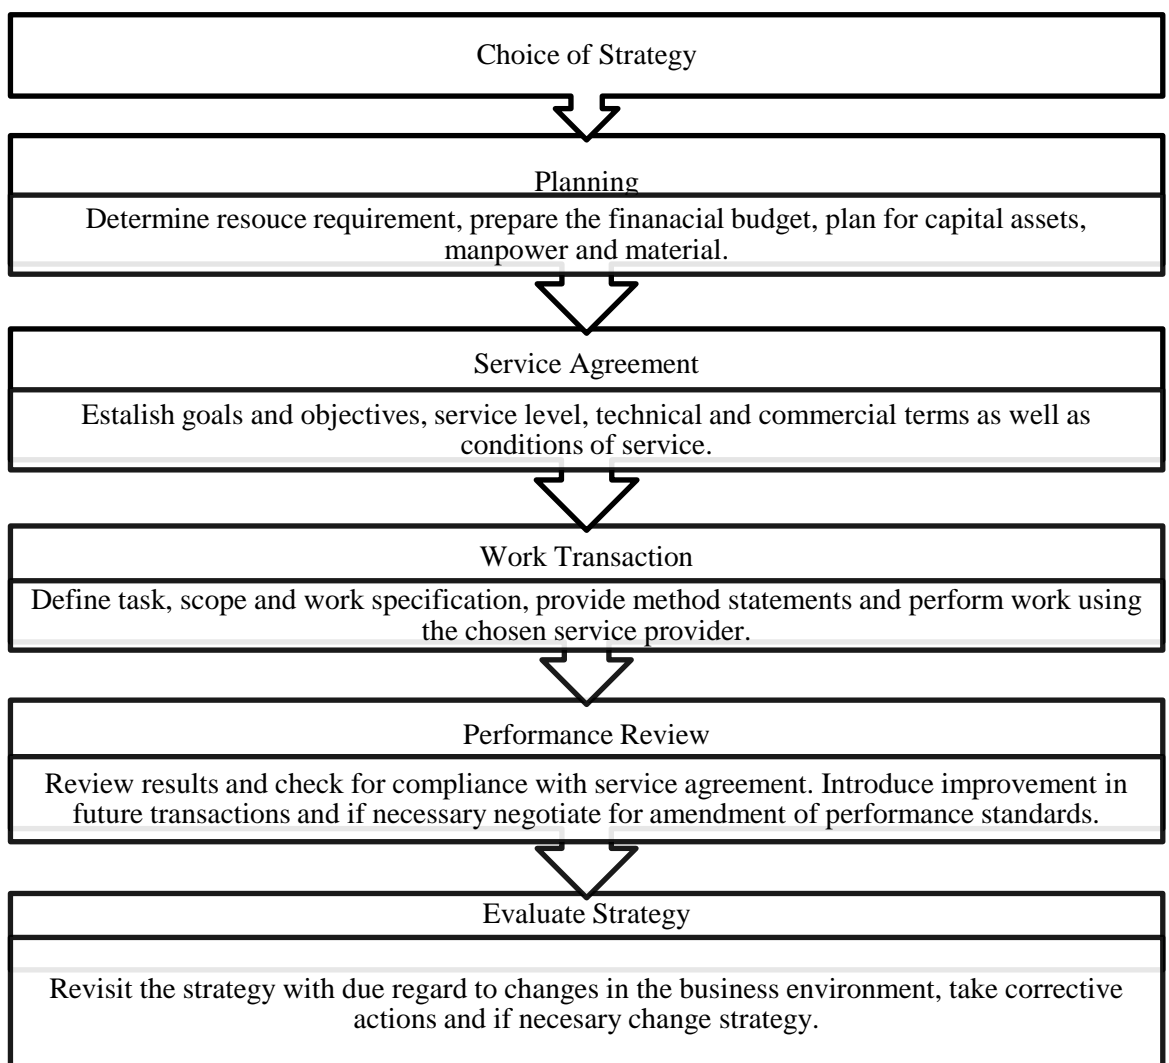 Choice of Strategy
Planning
Determine resouce requirement, prepare the finanacial budget, plan for capital assets,
manpower and material.
Service Agreement
Estalish goals and objectives, service level, technical and commercial terms as well as
conditions of service.
Work Transaction
Define task, scope and work specification, provide method statements and perform work using
the chosen service provider.
Performance Review
Review results and check for compliance with service agreement. Introduce improvement in
future transactions and if necessary negotiate for amendment of performance standards.
Evaluate Strategy
Revisit the strategy with due regard to changes in the business environment, take corrective
actions and if necesary change strategy.